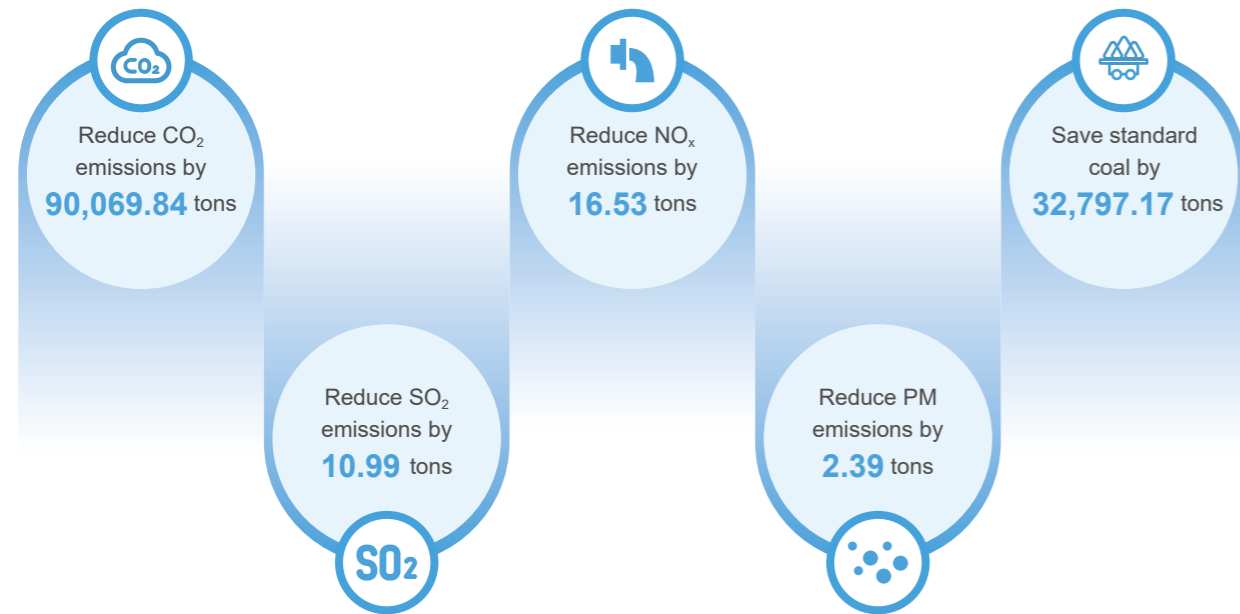 CO₂
Reduce CO₂
emissions by
90,069.84 tons
Reduce SO₂
emissions by
10.99 tons
SO₂
Reduce NOₓ
emissions by
16.53 tons
Reduce PM
emissions by
2.39 tons
Save standard
coal by
32,797.17 tons